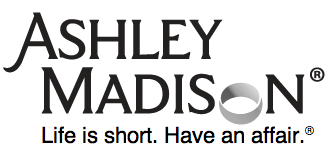 ASHLEY
MADISON®
Life is short. Have an affair.®